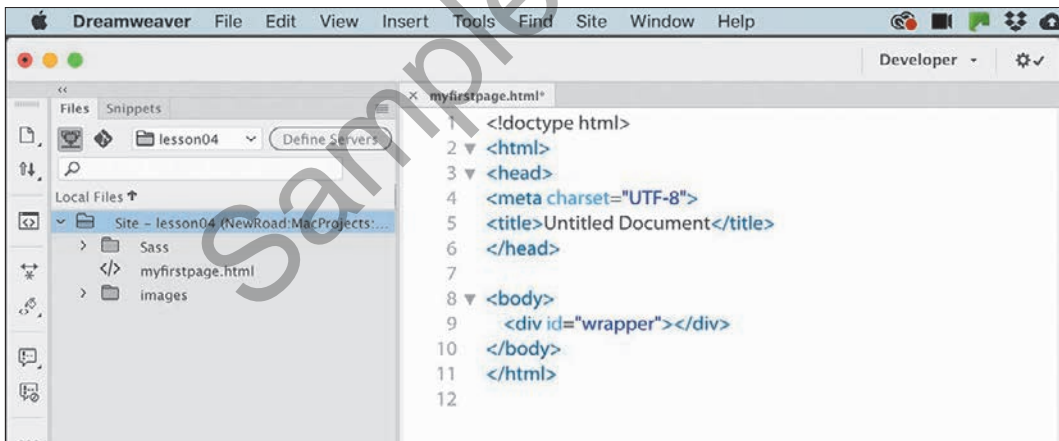 Dreamweaver File Edit View Insert Tools Find Site Window Help
Developer
Files Snippets
× myfirstpage.html*
lesson04
Define Servers
Local Files
Site – lesson04 (NewRoad:MacProjects:...
Sass
myfirstpage.html
images
1 <!doctype html>
2 <html>
3 <head>
4 <meta charset="UTF-8">
5 <title>Untitled Document</title>
6 </head>
7
8 <body>
9 <div id="wrapper"></div>
10 </body>
11 </html>
12
Sample